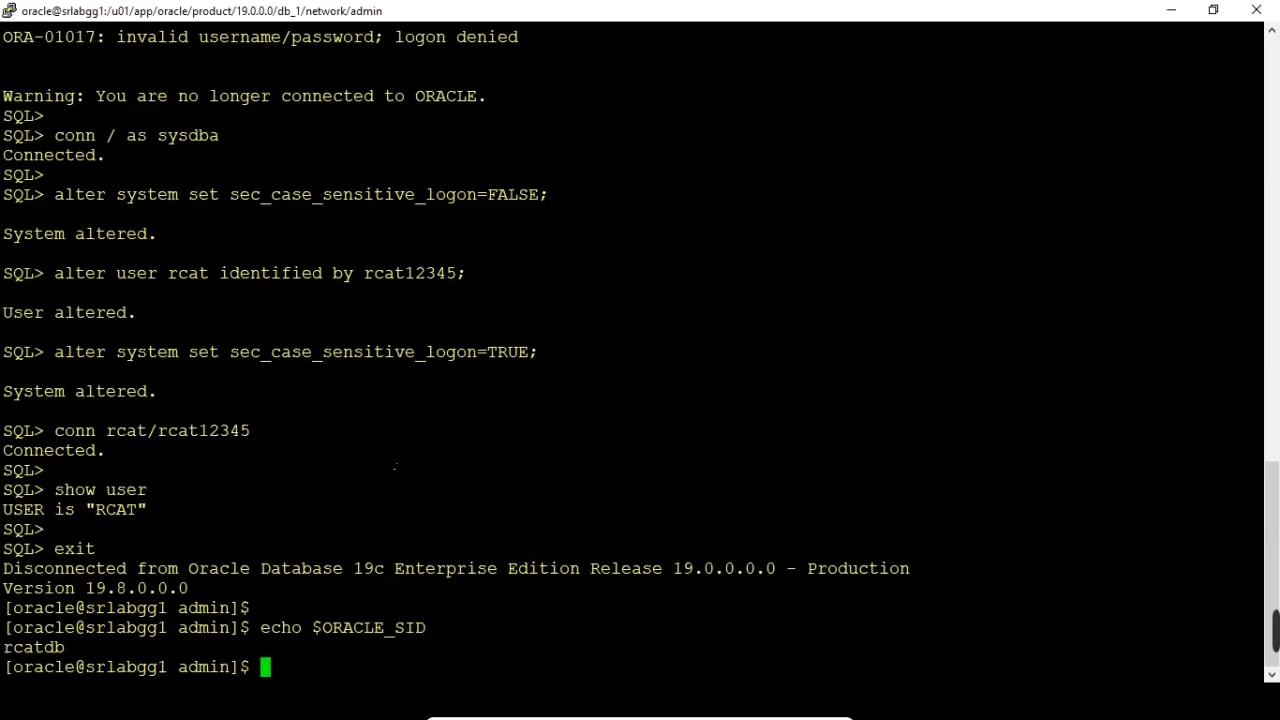 oracle@srlabgg1:/u01/app/oracle/product/19.0.0.0/db_1/network/admin
ORA-01017: invalid username/password; logon denied
Warning: You are no longer connected to ORACLE.
SQL>
SQL> conn / as sysdba
Connected.
SQL>
SQL> alter system set sec_case_sensitive_logon=FALSE;
System altered.
SQL> alter user rcat identified by rcat12345;
User altered.
SQL> alter system set sec_case_sensitive_logon=TRUE;
System altered.
SQL> conn rcat/rcat12345
Connected.
SQL>
SQL> show user
USER is "RCAT"
SQL>
SQL> exit
Disconnected from Oracle Database 19c Enterprise Edition Release 19.0.0.0.0 - Production
Version 19.8.0.0.0
[oracle@srlabgg1 admin]$
[oracle@srlabgg1 admin]$ echo $ORACLE_SID
rcatdb
[oracle@srlabgg1 admin]$